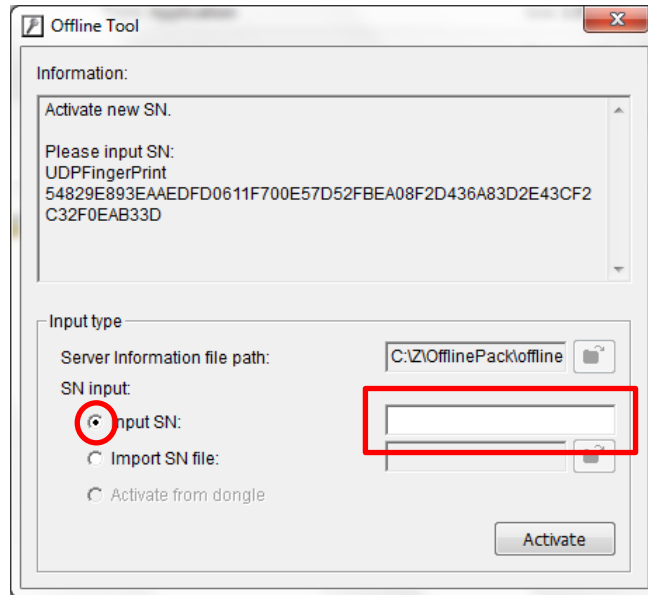 Offline Tool
Information:
Activate new SN.
Please input SN:
UDPFingerPrint
54829E893EAAEDFD0611F700E57D52FBEA08F2D436A83D2E43CF2
C32F0EAB33D
Input type
Server Information file path: C:\Z\OfflinePack\offline
SN input:
Input SN:
Import SN file:
Activate from dongle
Activate